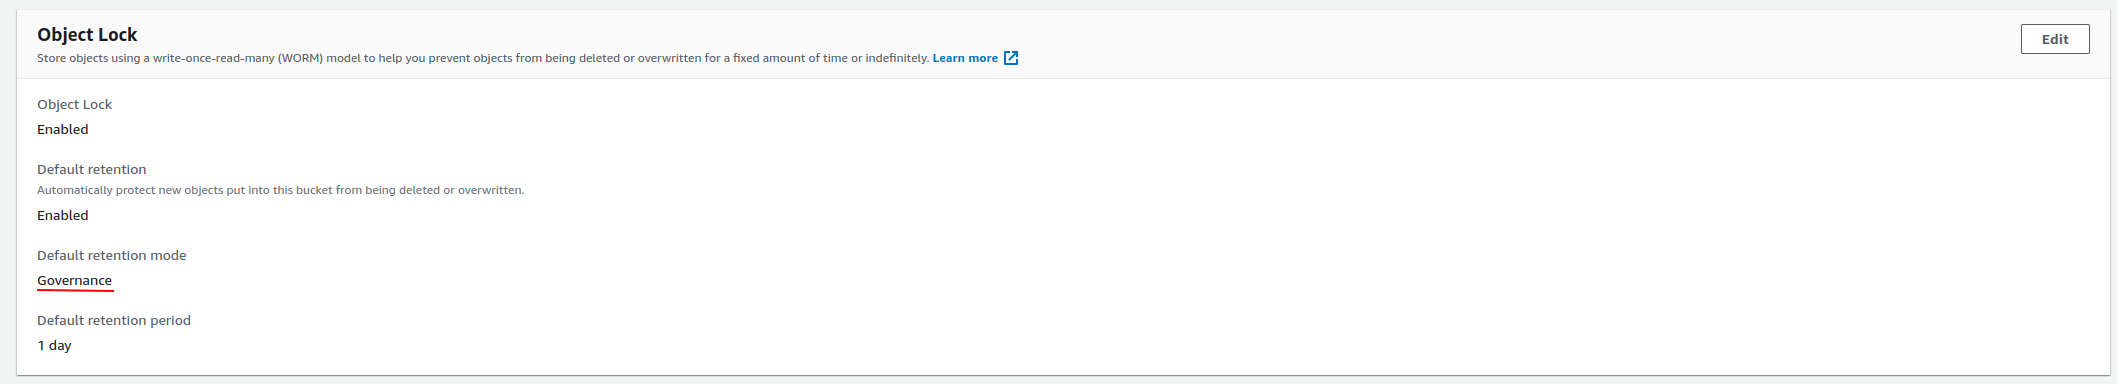 Object Lock
Edit
Store objects using a write-once-read-many (WORM) model to help you prevent objects from being deleted or overwritten for a fixed amount of time or indefinitely. Learn more
Object Lock
Enabled
Default retention
Automatically protect new objects put into this bucket from being deleted or overwritten.
Enabled
Default retention mode
Governance
Default retention period
1 day